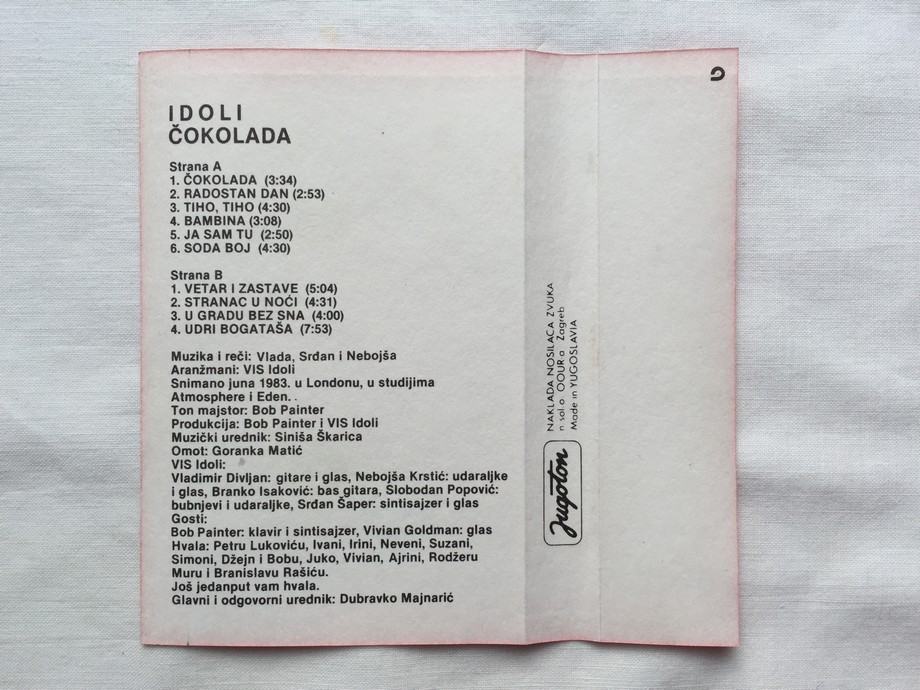 IDOLI
ČOKOLADA
Strana A
1. ČOKOLADA (3:34)
2. RADOSTAN DAN (2:53)
3. TIHO, TIHO (4:30)
4. BAMBINA (3:08)
5. JA SAM TU (2:50)
6. SODA BOJ (4:30)
Strana B
1. VETAR I ZASTAVE (5:04)
2. STRANAC U NOĆI (4:31)
3. U GRADU BEZ SNA (4:00)
4. UDRI BOGATAŠA (7:53)
Muzika i reči: Vlada, Srđan i Nebojša
Aranžmani: VIS Idoli
Snimano juna 1983. u Londonu, u studijima
Atmosphere i Eden. .
Ton majstor: Bob Painter
Produkcija: Bob Painter i VIS Idoli
Muzički urednik: Siniša Škarica
Omot: Goranka Matić
VIS Idoli:
Vladimir Divljan: gitare i glas, Nebojša Krstić: udaraljke
i glas, Branko Isaković: bas gitara, Slobodan Popović:
bubnjevi i udaraljke, Srđan Šaper: sintisajzer i glas
Gosti:
Bob Painter: klavir i sintisajzer, Vivian Goldman: glas
Hvala: Petru Lukoviću, Ivani, Irini, Neveni, Suzani,
Simoni, Džejn i Bobu, Juko, Vivian, Ajrini, Rodžeru
Muru i Branislavu Rašiću.
Još jedanput vam hvala.
Glavni i odgovorni urednik: Dubravko Majnarić
Jugoton
NAKLADA NOSILACA ZVUKA
n sol o OOUR a Zagreb
Made in YUGOSLAVIA